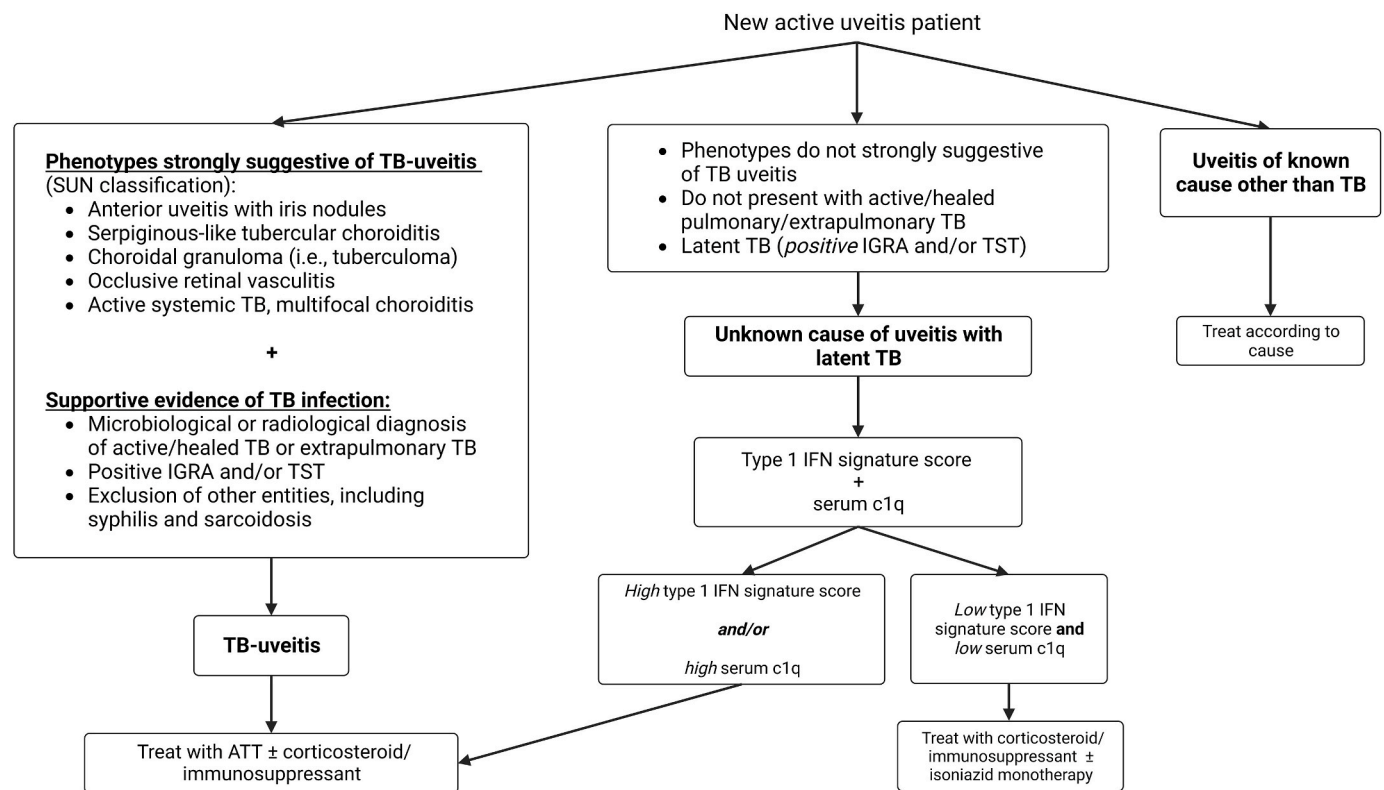 New active uveitis patient
Phenotypes strongly suggestive of TB-uveitis
(SUN classification):
• Anterior uveitis with iris nodules
• Serpiginous-like tubercular choroiditis
• Choroidal granuloma (i.e., tuberculoma)
• Occlusive retinal vasculitis
• Active systemic TB, multifocal choroiditis
+
Supportive evidence of TB infection:
• Microbiological or radiological diagnosis
of active/healed TB or extrapulmonary TB
• Positive IGRA and/or TST
• Exclusion of other entities, including
syphilis and sarcoidosis
TB-uveitis
Treat with ATT ± corticosteroid/
immunosuppressant
• Phenotypes do not strongly suggestive
of TB uveitis
• Do not present with active/healed
pulmonary/extrapulmonary TB
• Latent TB (positive IGRA and/or TST)
Unknown cause of uveitis with
latent TB
Type 1 IFN signature score
+
serum c1q
High type 1 IFN signature score
and/or
high serum c1q
Low type 1 IFN
signature score and
low serum c1q
Treat with corticosteroid/
immunosuppressant ±
isoniazid monotherapy
Uveitis of known
cause other than TB
Treat according to
cause